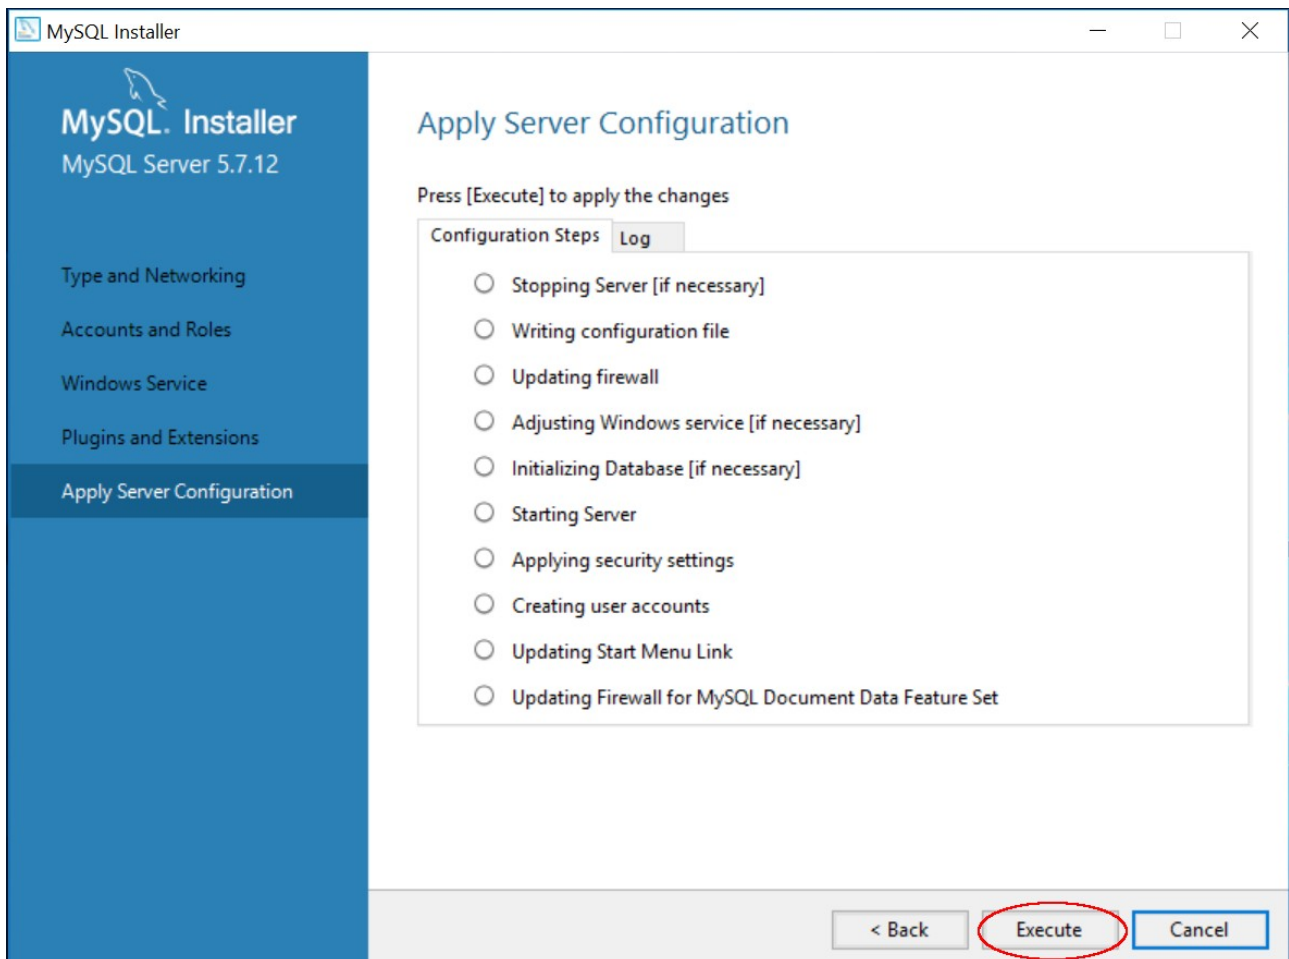 MySQL Installer
MySQL. Installer
MySQL Server 5.7.12
Type and Networking
Accounts and Roles
Windows Service
Plugins and Extensions
Apply Server Configuration
Apply Server Configuration
Press [Execute] to apply the changes
Configuration Steps Log
Stopping Server [if necessary]
Writing configuration file
Updating firewall
Adjusting Windows service [if necessary]
Initializing Database [if necessary]
Starting Server
Applying security settings
Creating user accounts
Updating Start Menu Link
Updating Firewall for MySQL Document Data Feature Set
< Back Execute Cancel